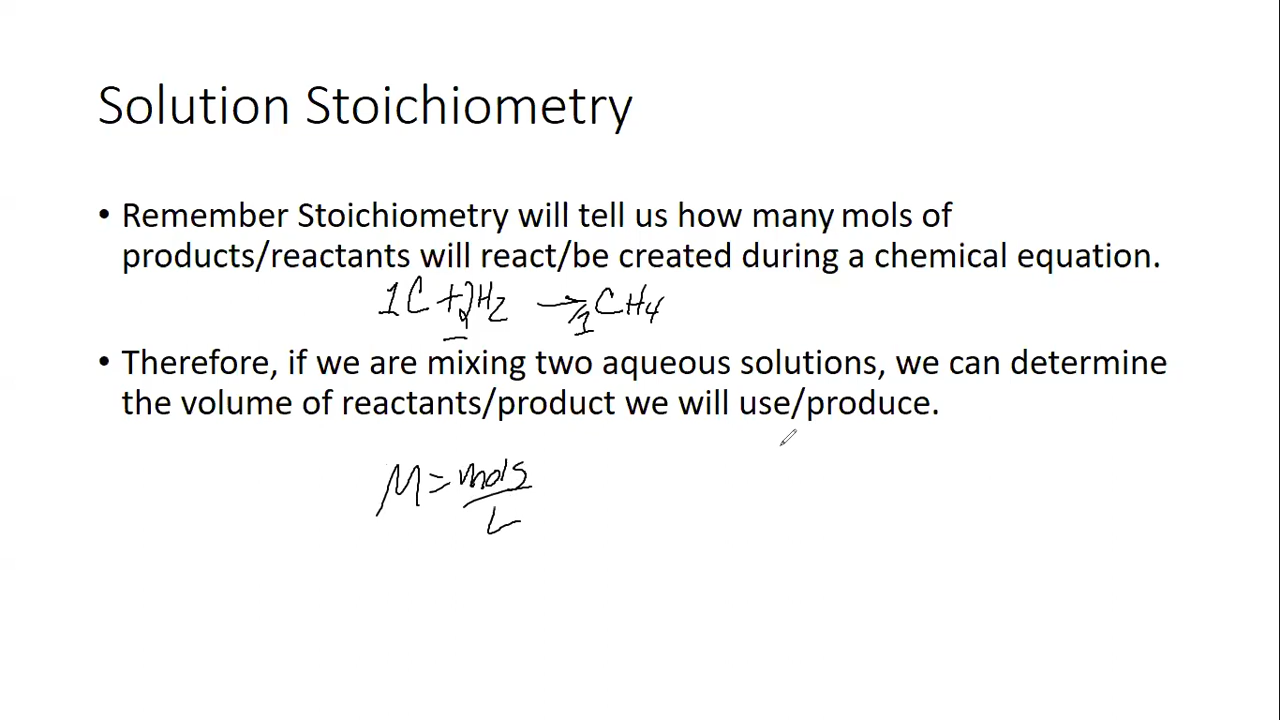 Solution Stoichiometry
• Remember Stoichiometry will tell us how many mols of
products/reactants will react/be created during a chemical equation.
1C + 2H2 → 1CH4
• Therefore, if we are mixing two aqueous solutions, we can determine
the volume of reactants/product we will use/produce.
M = mols
L